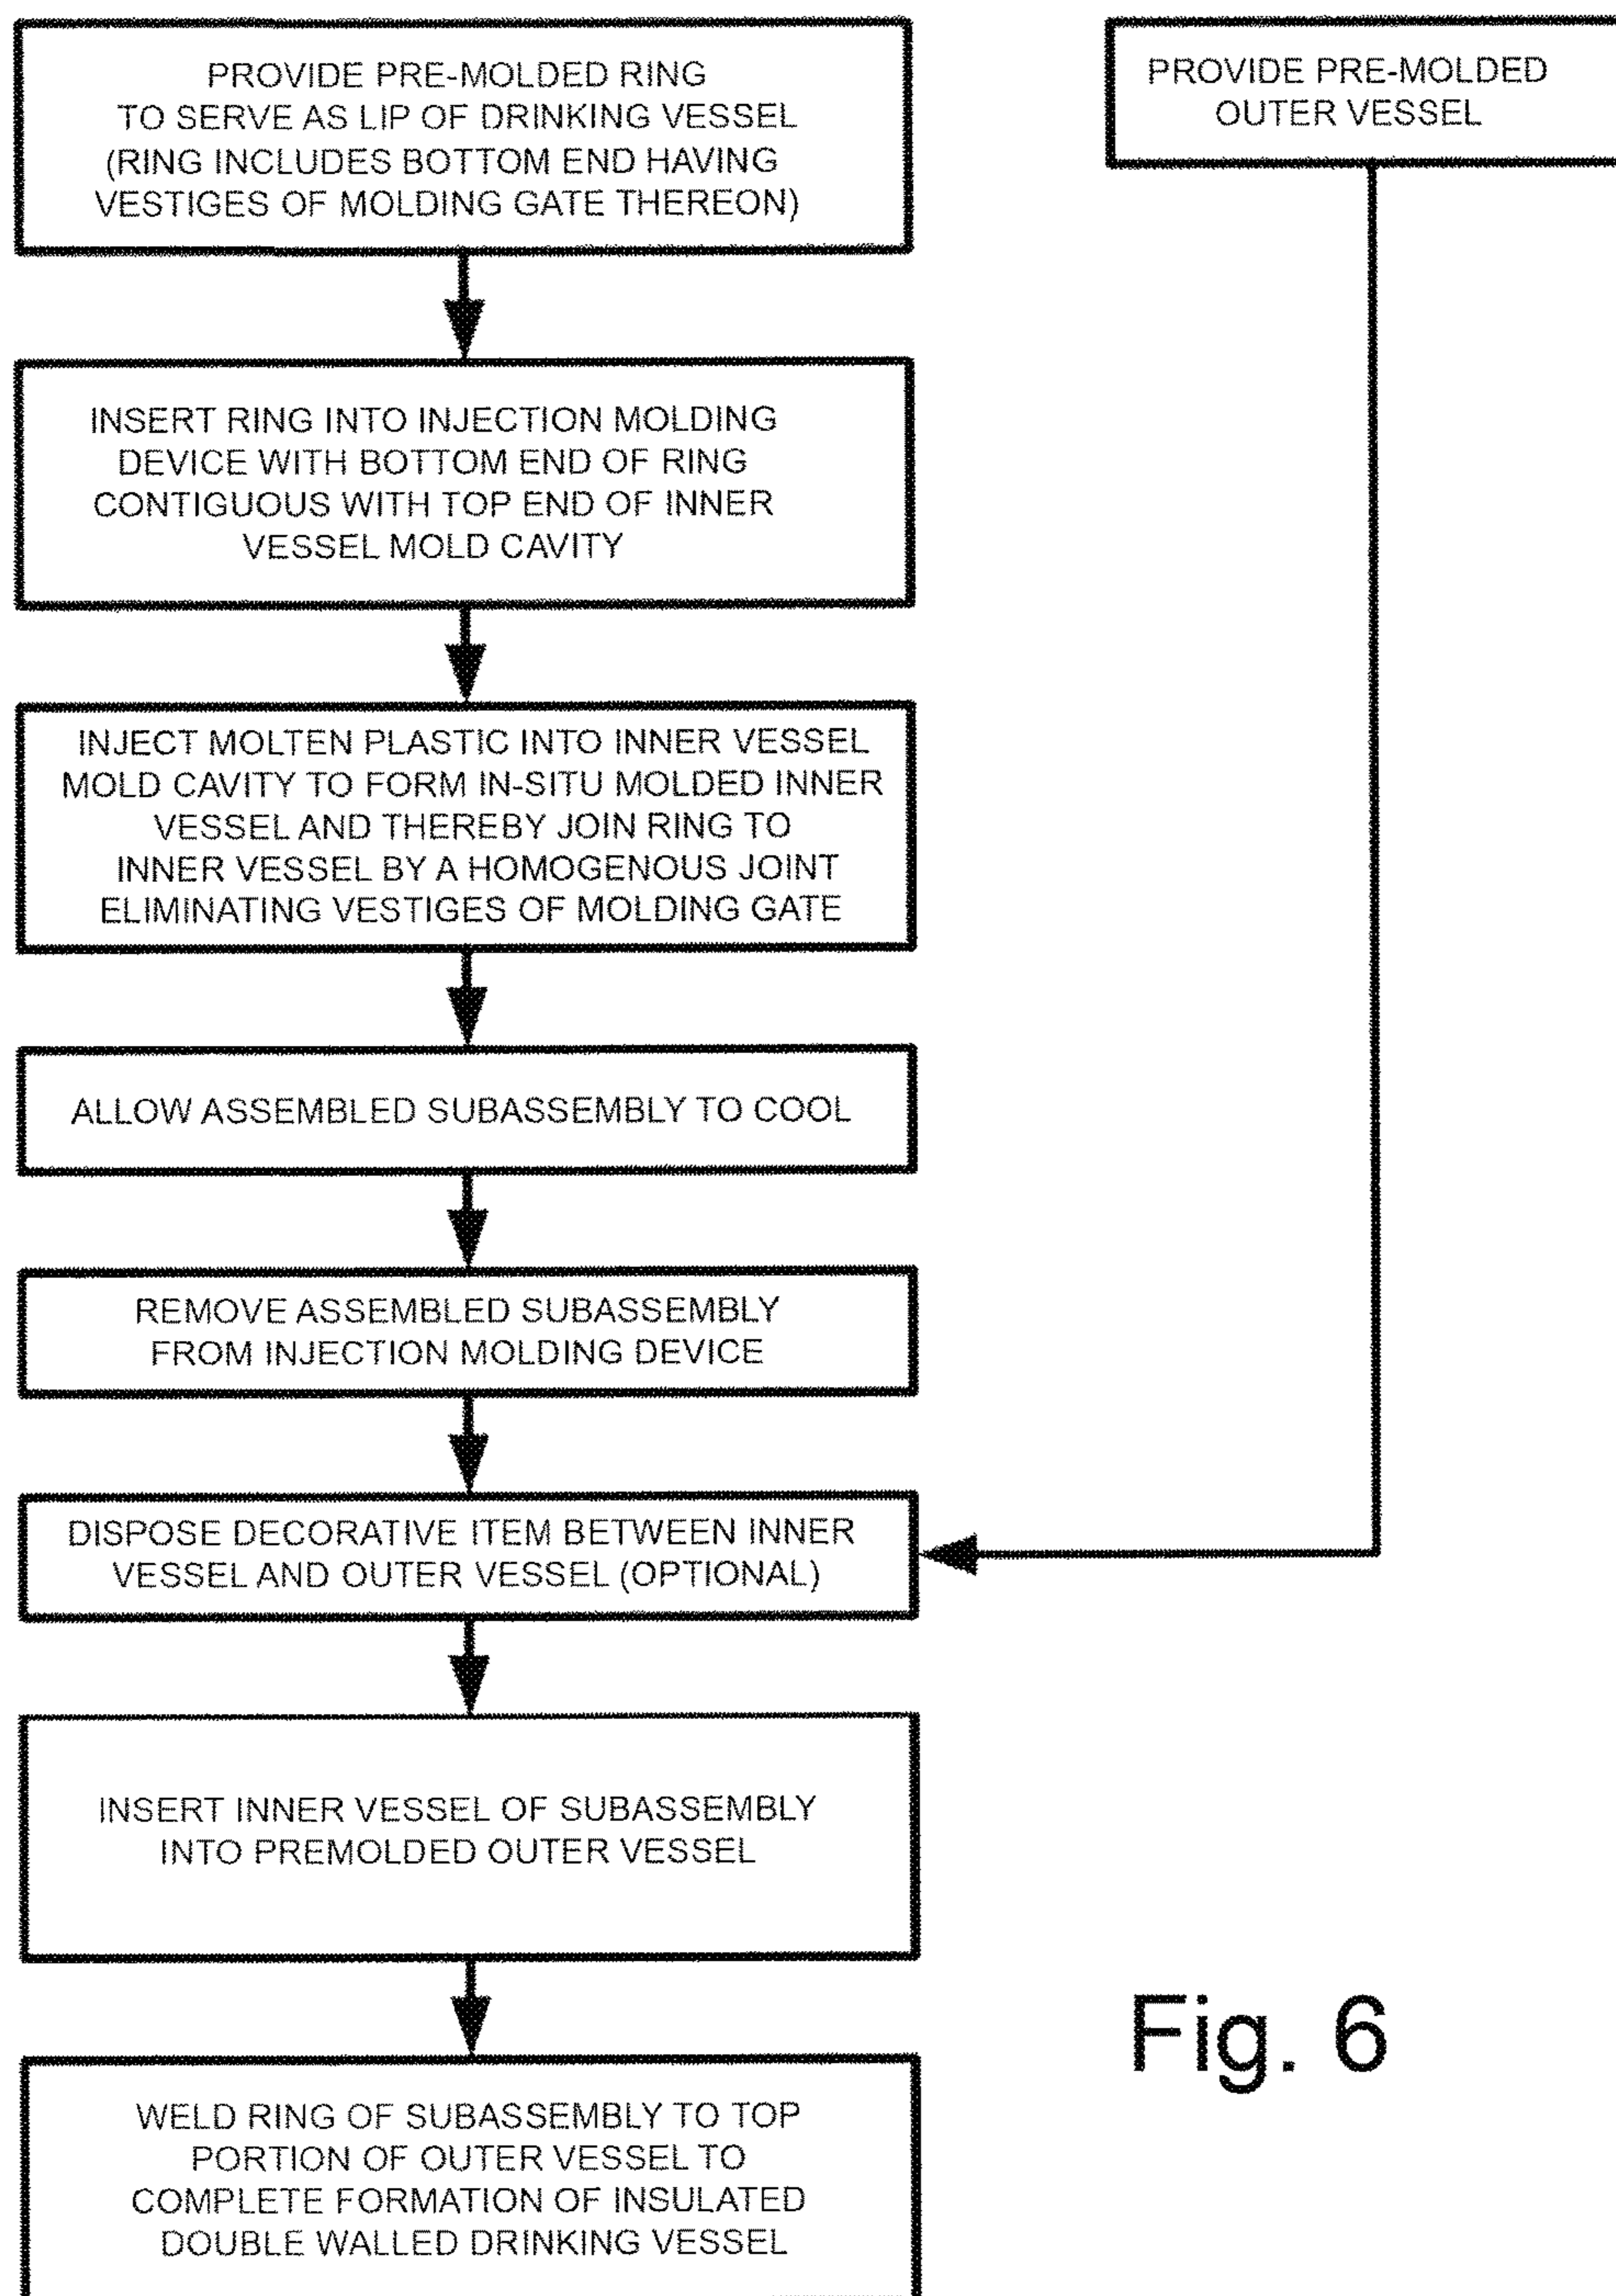 PROVIDE PRE-MOLDED RING
TO SERVE AS LIP OF DRINKING VESSEL
(RING INCLUDES BOTTOM END HAVING
VESTIGES OF MOLDING GATE THEREON)
PROVIDE PRE-MOLDED
OUTER VESSEL
INSERT RING INTO INJECTION MOLDING
DEVICE WITH BOTTOM END OF RING
CONTIGUOUS WITH TOP END OF INNER
VESSEL MOLD CAVITY
INJECT MOLTEN PLASTIC INTO INNER VESSEL
MOLD CAVITY TO FORM IN-SITU MOLDED INNER
VESSEL AND THEREBY JOIN RING TO
INNER VESSEL BY A HOMOGENOUS JOINT
ELIMINATING VESTIGES OF MOLDING GATE
ALLOW ASSEMBLED SUBASSEMBLY TO COOL
REMOVE ASSEMBLED SUBASSEMBLY
FROM INJECTION MOLDING DEVICE
DISPOSE DECORATIVE ITEM BETWEEN INNER
VESSEL AND OUTER VESSEL (OPTIONAL)
INSERT INNER VESSEL OF SUBASSEMBLY
INTO PREMOLDED OUTER VESSEL
WELD RING OF SUBASSEMBLY TO TOP
PORTION OF OUTER VESSEL TO
COMPLETE FORMATION OF INSULATED
DOUBLE WALLED DRINKING VESSEL
Fig. 6